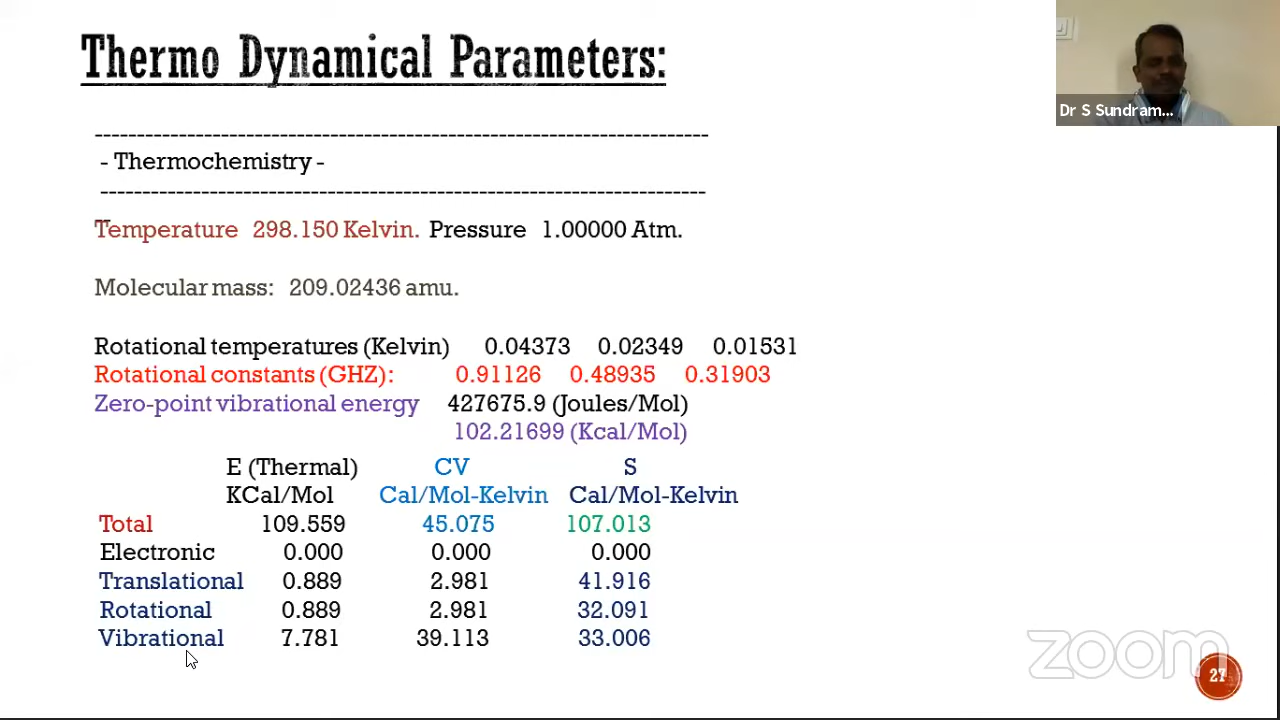 Thermo Dynamical Parameters:
Dr S Sundram...
--------------------------------------------------------------------
- Thermochemistry -
-------------------------------------------------------------------
Temperature 298.150 Kelvin. Pressure 1.00000 Atm.
Molecular mass: 209.02436 amu.
Rotational temperatures (Kelvin) 0.04373 0.02349 0.01531
Rotational constants (GHZ): 0.91126 0.48935 0.31903
Zero-point vibrational energy 427675.9 (Joules/Mol)
102.21699 (Kcal/Mol)
E (Thermal) CV S
KCal/Mol Cal/Mol-Kelvin Cal/Mol-Kelvin
Total 109.559 45.075 107.013
Electronic 0.000 0.000 0.000
Translational 0.889 2.981 41.916
Rotational 0.889 2.981 32.091
Vibrational 7.781 39.113 33.006
zoom
27